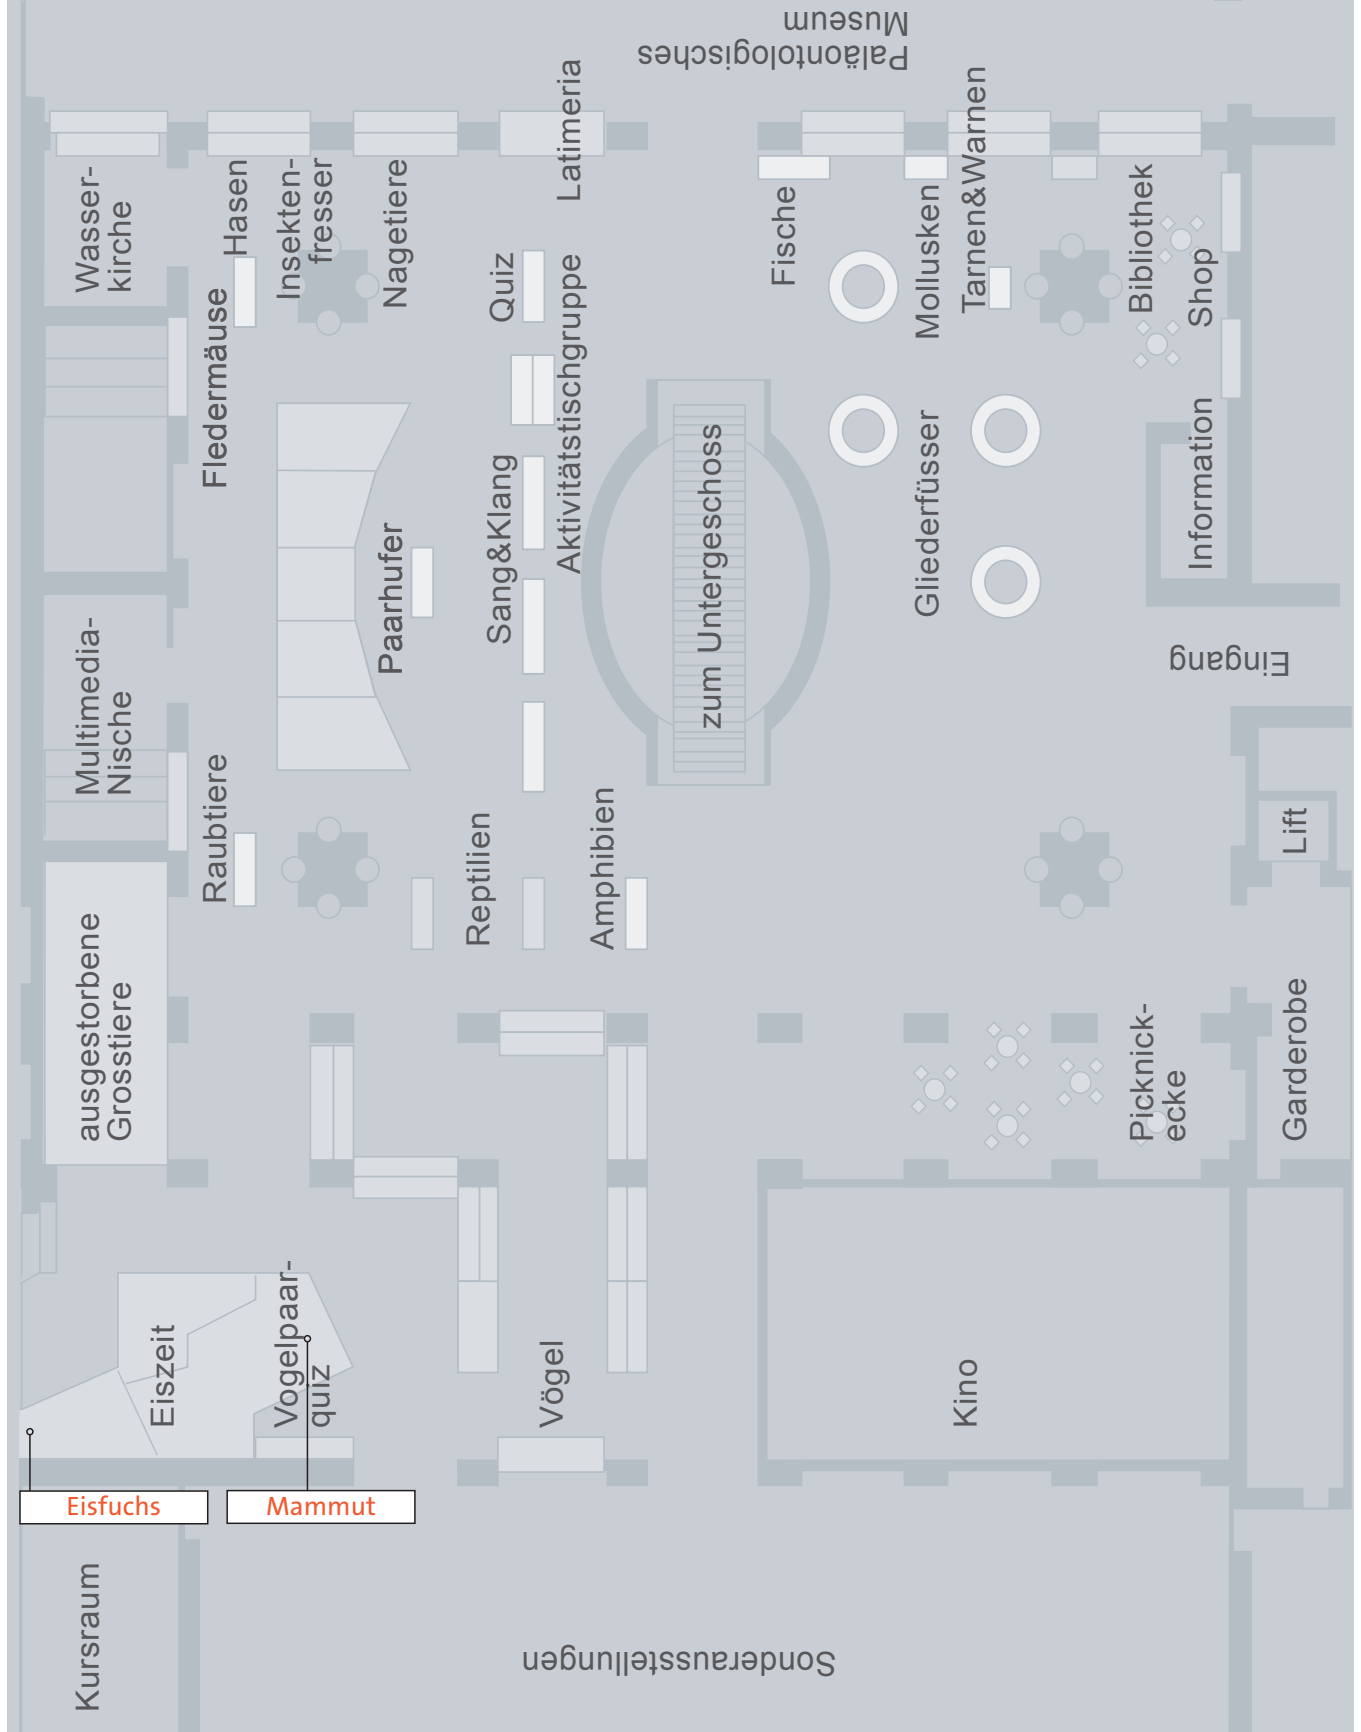 Paläontologisches
Museum
Wasser-
kirche
Hasen
Insekten-
fresser
Nagetiere
Latimeria
Quiz
Fische
Mollusken
Tarnen&Warnen
Bibliothek
Shop
Fledermäuse
Aktivitätstischgruppe
Sang&Klang
Paarhufer
zum Untergeschoss
Gliederfüsser
Information
Eingang
Multimedia-
Nische
Raubtiere
Reptilien
Amphibien
Lift
ausgestorbene
Grosstiere
Picknick-
ecke
Garderobe
Eiszeit
Vogelpaar-
quiz
Vögel
Kino
Eisfuchs
Mammut
Kursraum
Sonderausstellungen